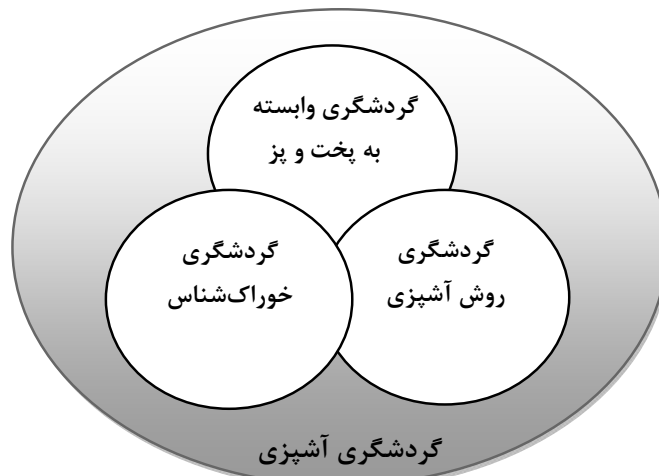 گردشگری وابسته
به پخت و پز
گردشگری
روش آشپزی
گردشگری
خوراک‌شناس
گردشگری آشپزی